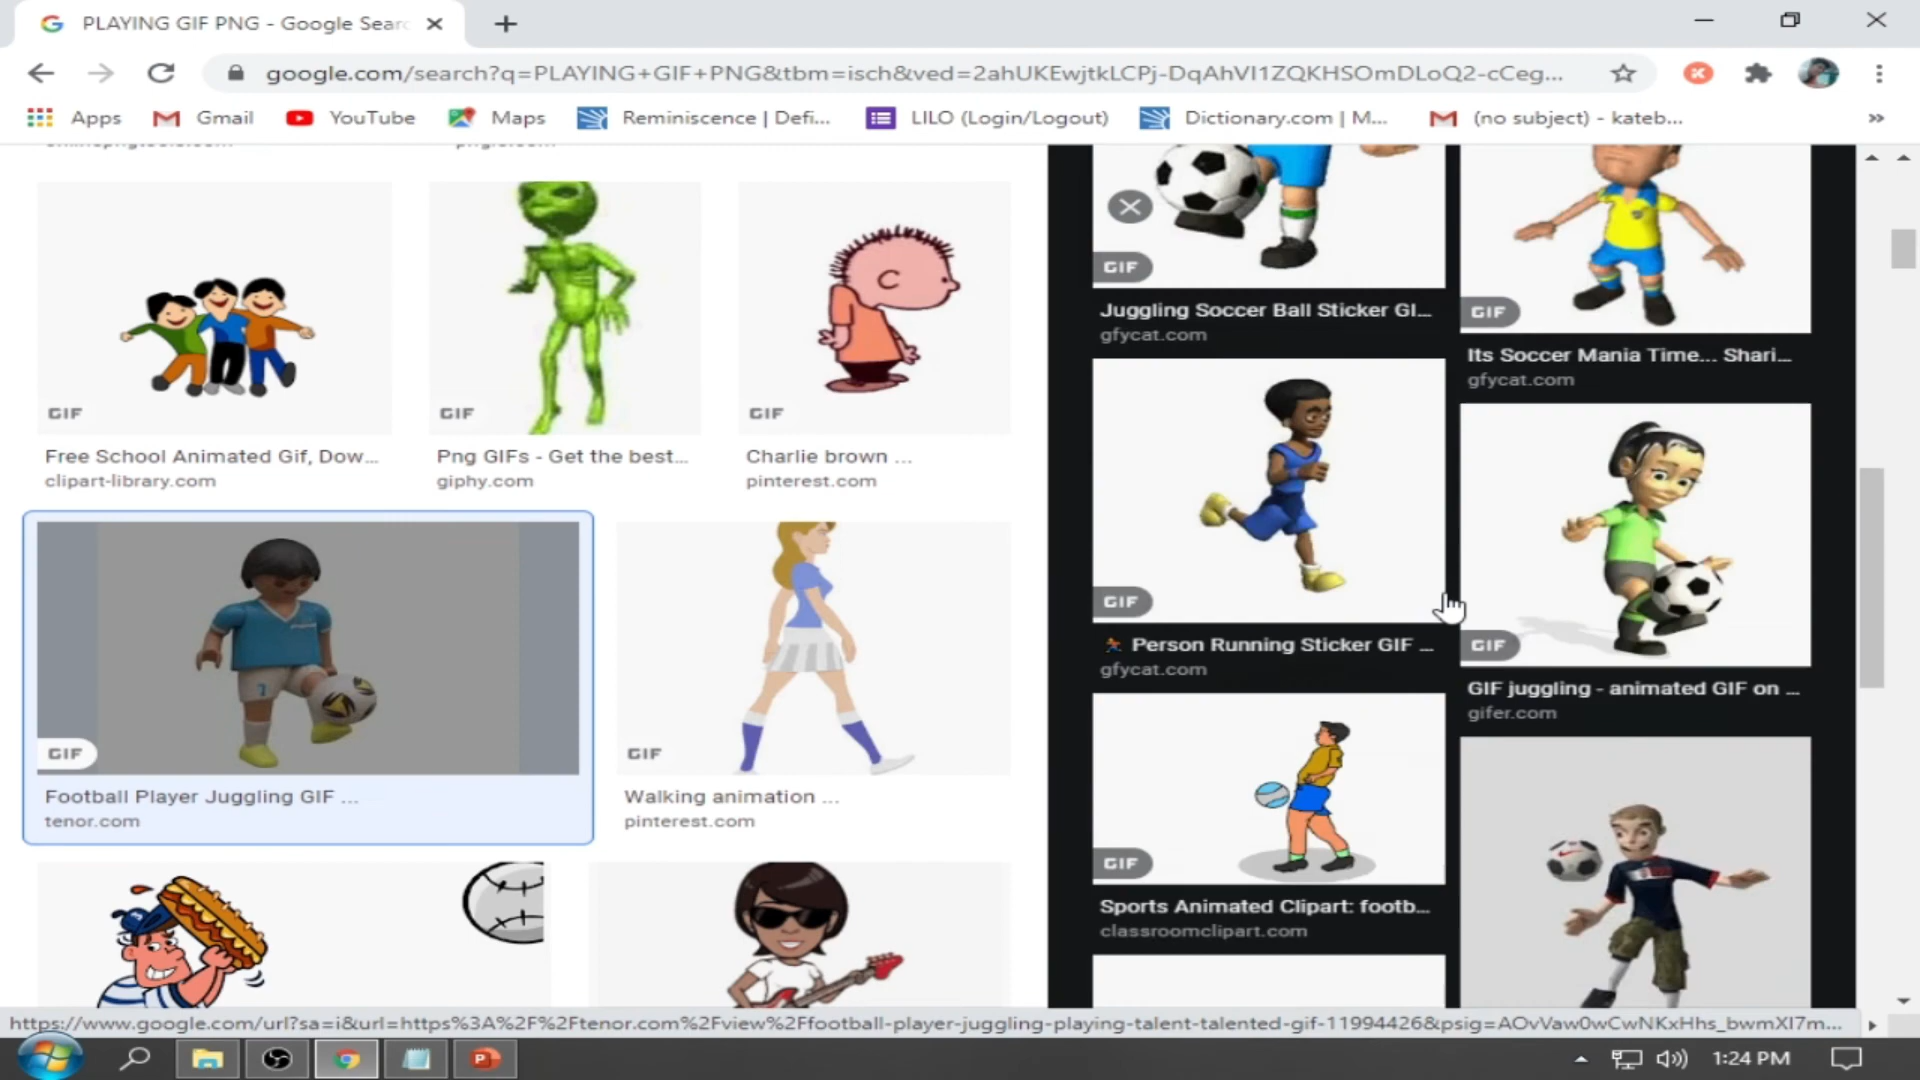 PLAYING GIF PNG - Google Sear
google.com/search?q=PLAYING+GIF+PNG&tbm=isch&ved=2ahUKEwjtkLCPj-DqAhVI1ZQKHSOmDLoQ2-cCeg...
Apps
Gmail
YouTube
Maps
Reminiscence | Defi...
LILO (Login/Logout)
Dictionary.com | M...
(no subject) - kateb...
GIF
Free School Animated Gif, Dow...
clipart-library.com
GIF
Png GIFs - Get the best...
giphy.com
GIF
Charlie brown ...
pinterest.com
GIF
Football Player Juggling GIF ...
tenor.com
GIF
Walking animation ...
pinterest.com
GIF
Juggling Soccer Ball Sticker GI...
gfycat.com
GIF
Its Soccer Mania Time... Shari...
gfycat.com
GIF
Person Running Sticker GIF ...
gfycat.com
GIF
GIF juggling - animated GIF on ...
gifer.com
GIF
Sports Animated Clipart: footb...
classroomclipart.com
https://www.google.com/url?sa=i&url=https%3A%2F%2Ftenor.com%2Fview%2Ffootball-player-juggling-playing-talent-talented-gif-11994426&psig=AOvVaw0wCwNKxHhs_bwmXI7m...
1:24 PM